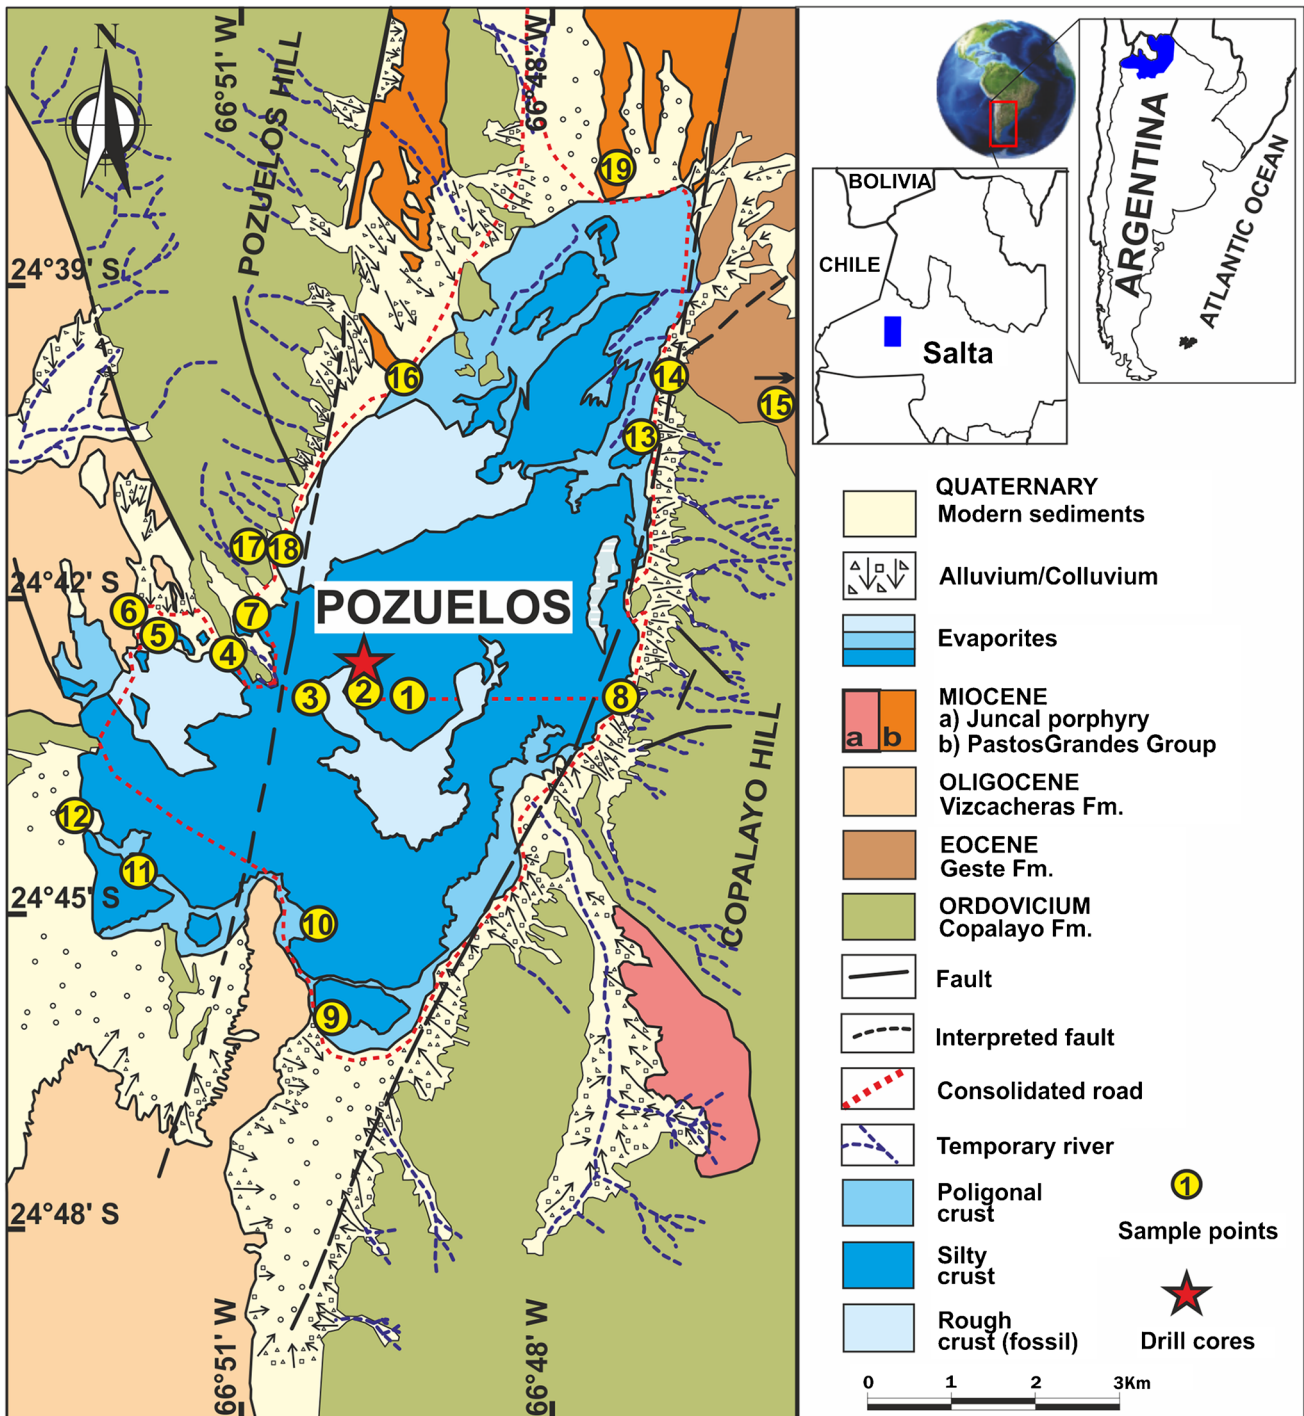 66°51' W
66°48' W
N
POZUELOS HILL
24°39' S
24°42' S
24°45' S
24°48' S
19
16
14
15
13
17
18
6
5
7
4
POZUELOS
3
2
1
8
12
11
10
9
COPALAYO HILL
66°51' W
66°48' W
BOLIVIA
CHILE
Salta
ARGENTINA
ATLANTIC OCEAN
QUATERNARY
Modern sediments
Alluvium/Colluvium
Evaporites
a b
MIOCENE
a) Juncal porphyry
b) PastosGrandes Group
OLIGOCENE
Vizcacheras Fm.
EOCENE
Geste Fm.
ORDOVICIUM
Copalayo Fm.
Fault
Interpreted fault
Consolidated road
Temporary river
Poligonal
crust
Silty
crust
Rough
crust (fossil)
1
Sample points
Drill cores
0 1 2 3Km